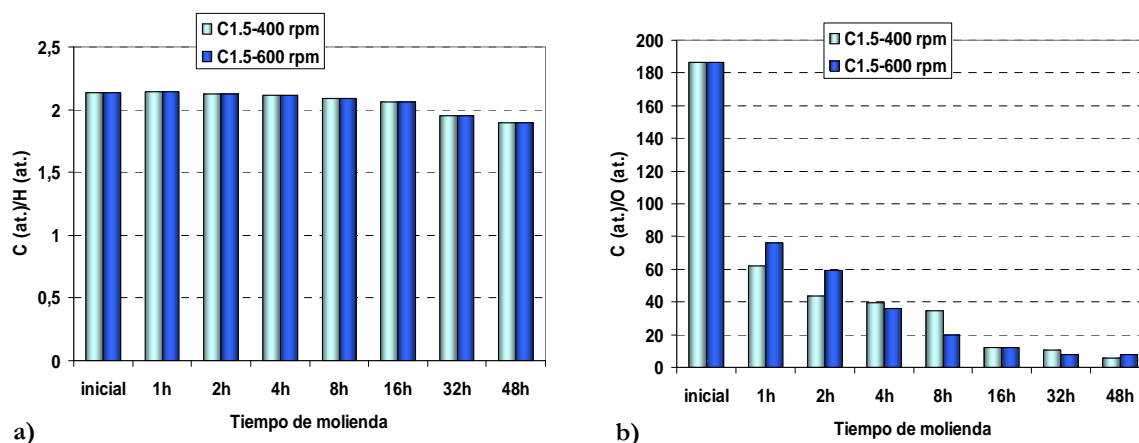 C1.5-400 rpm
C1.5-600 rpm
2,5
2
1,5
1
0,5
0
C (at.)/H (at.)
inicial 1h 2h 4h 8h 16h 32h 48h
Tiempo de molienda
a)
C1.5-400 rpm
C1.5-600 rpm
200
180
160
140
120
100
80
60
40
20
0
C (at.)/O (at.)
inicial 1h 2h 4h 8h 16h 32h 48h
Tiempo de molienda
b)